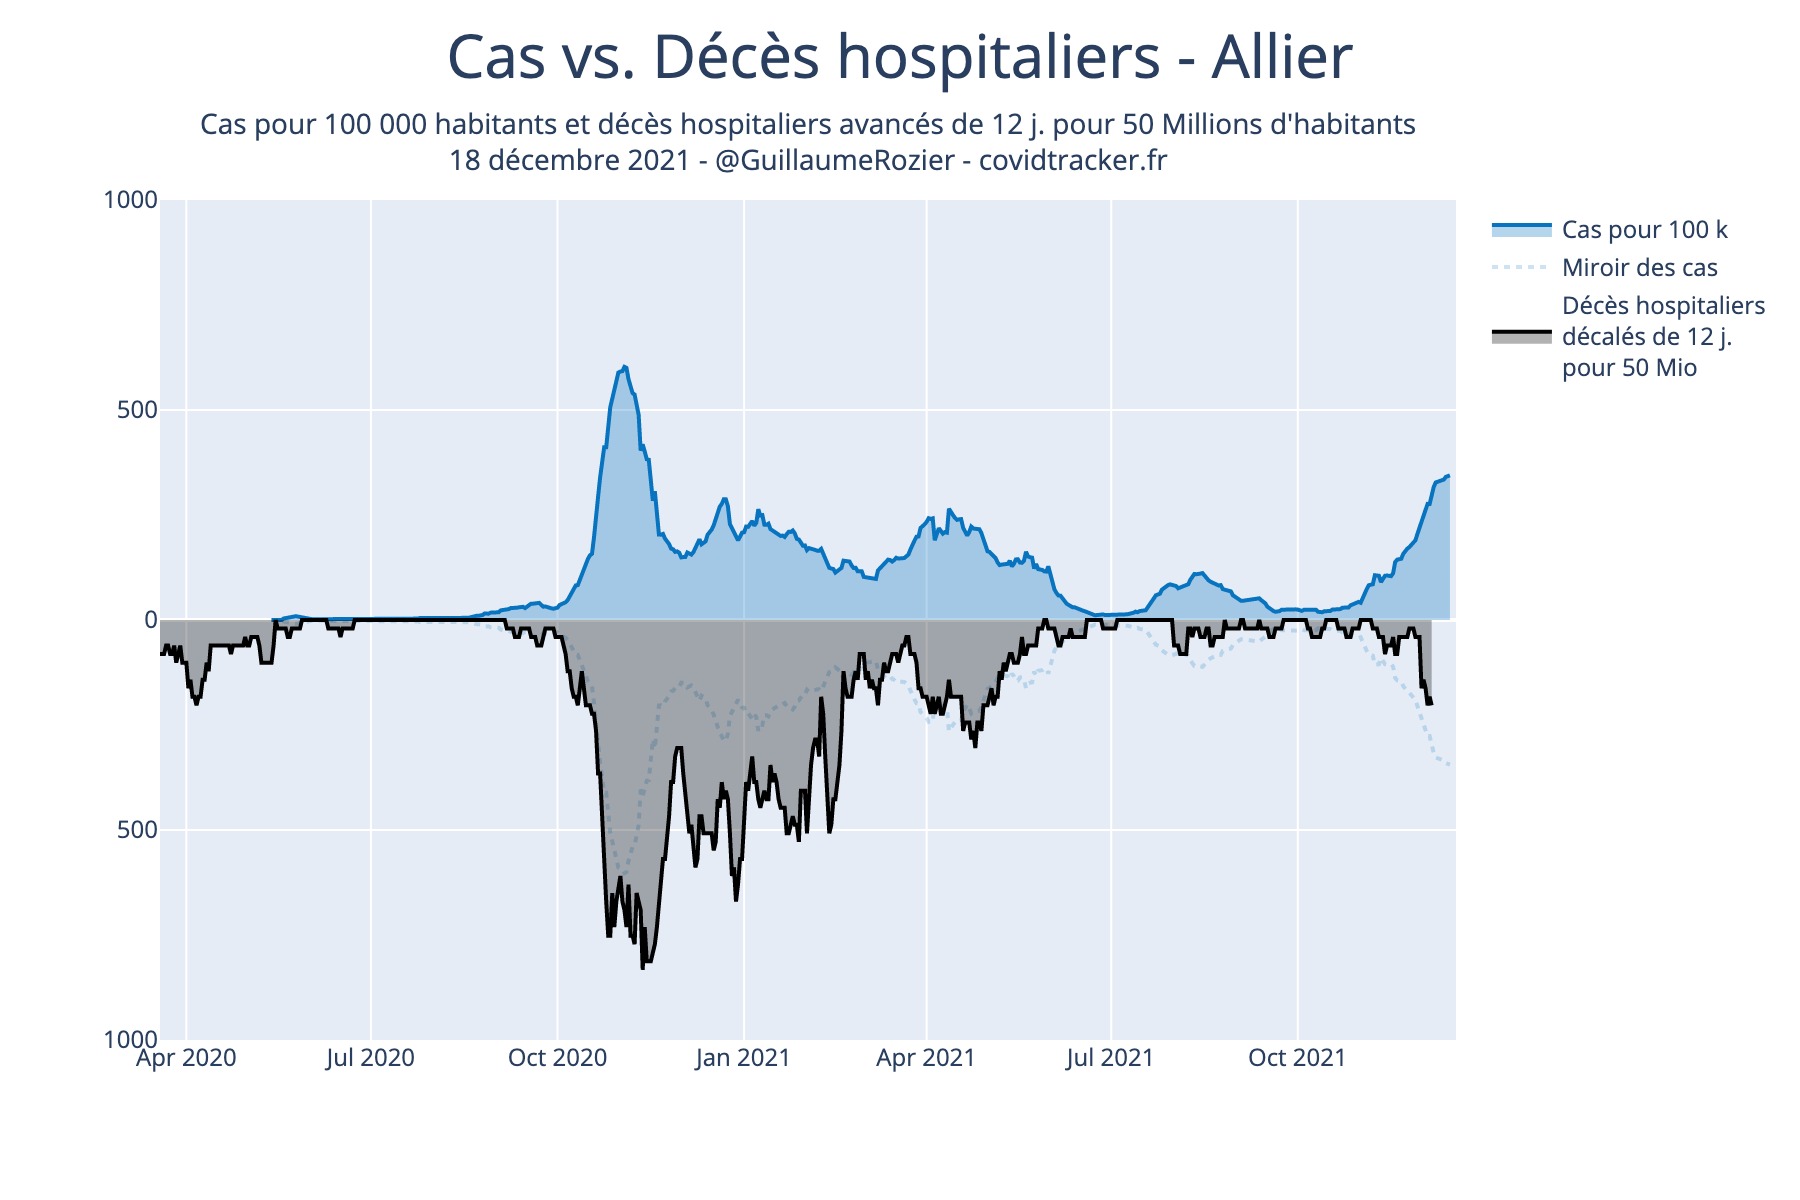 Cas vs. Décès hospitaliers - Allier
Cas pour 100 000 habitants et décès hospitaliers avancés de 12 j. pour 50 Millions d'habitants
18 décembre 2021 - @GuillaumeRozier - covidtracker.fr
1000
500
0
500
1000
Apr 2020
Jul 2020
Oct 2020
Jan 2021
Apr 2021
Jul 2021
Oct 2021
Cas pour 100 k
Miroir des cas
Décès hospitaliers
décalés de 12 j.
pour 50 Mio